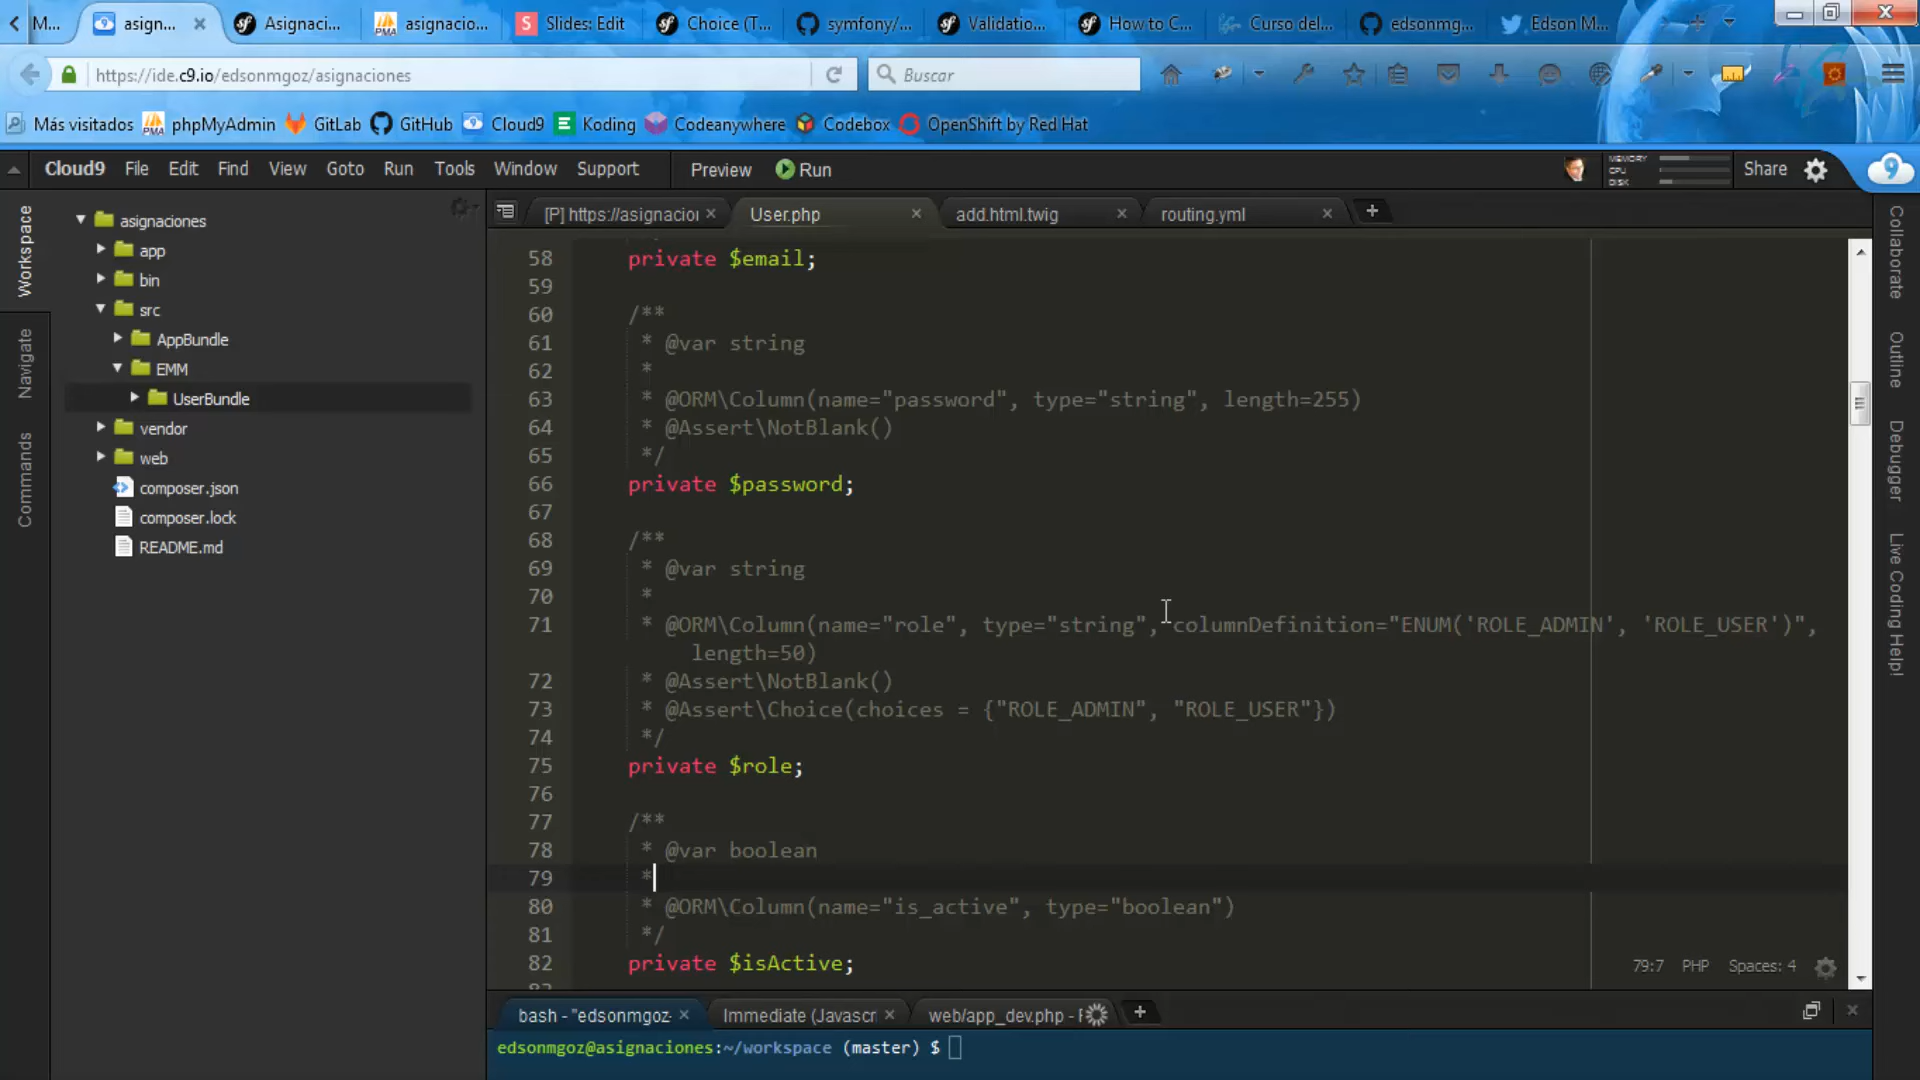 M...
asign...
Asignaci...
asignacio...
Slides: Edit
Choice (T...
symfony/...
Validatio...
How to C...
Curso del...
edsonmg...
Edson M...
https://ide.c9.io/edsonmgoz/asignaciones
Buscar
Más visitados
phpMyAdmin
GitLab
GitHub
Cloud9
Koding
Codeanywhere
Codebox
OpenShift by Red Hat
Cloud9 File Edit Find View Goto Run Tools Window Support Preview Run
MEMORY
CPU
DISK
Share
Workspace
Navigate
Commands
asignaciones
app
bin
src
AppBundle
EMM
UserBundle
vendor
web
composer.json
composer.lock
README.md
[P] https://asignacior
User.php
add.html.twig
routing.yml
58 private $email;
59
60 /**
61 * @var string
62 *
63 * @ORM\Column(name="password", type="string", length=255)
64 * @Assert\NotBlank()
65 */
66 private $password;
67
68 /**
69 * @var string
70 *
71 * @ORM\Column(name="role", type="string", columnDefinition="ENUM('ROLE_ADMIN', 'ROLE_USER')",
length=50)
72 * @Assert\NotBlank()
73 * @Assert\Choice(choices = {"ROLE_ADMIN", "ROLE_USER"})
74 */
75 private $role;
76
77 /**
78 * @var boolean
79 *
80 * @ORM\Column(name="is_active", type="boolean")
81 */
82 private $isActive;
79:7 PHP Spaces: 4
Collaborate
Outline
Debugger
Live Coding Help!
bash - "edsonmgoz-
Immediate (Javascri
web/app_dev.php - F
edsonmgoz@asignaciones:~/workspace (master) $